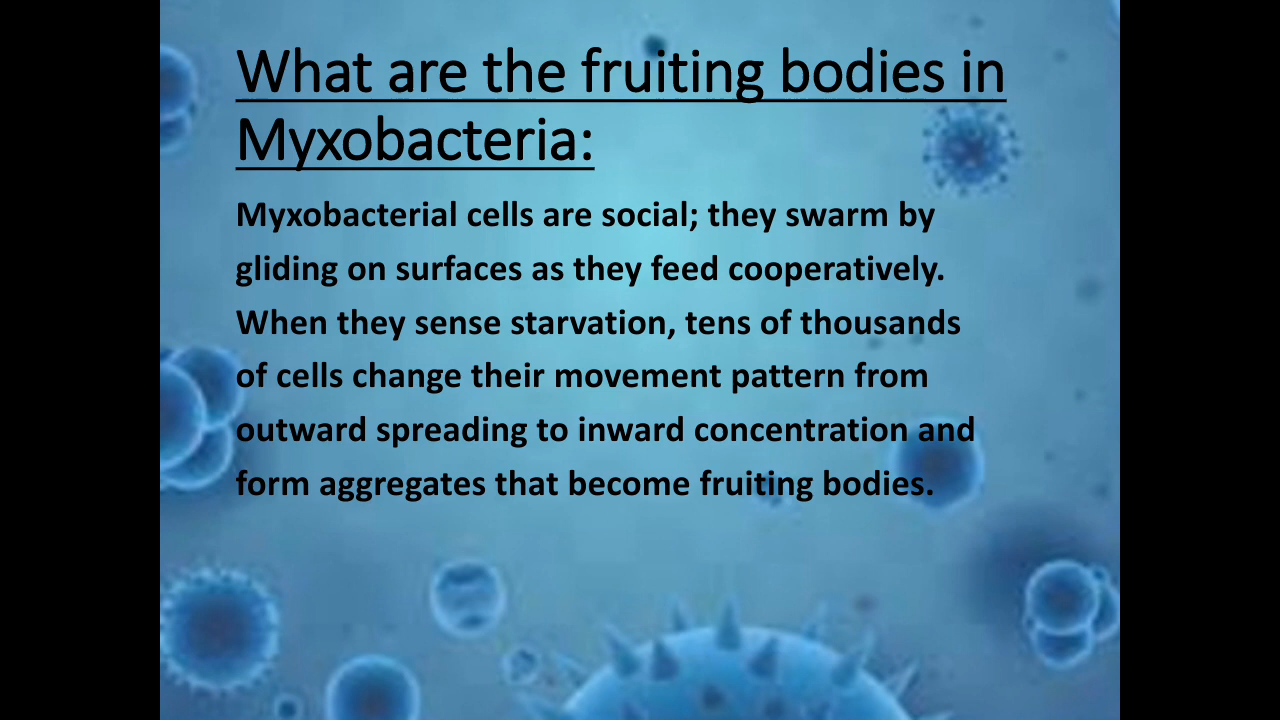 What are the fruiting bodies in
Myxobacteria:
Myxobacterial cells are social; they swarm by
gliding on surfaces as they feed cooperatively.
When they sense starvation, tens of thousands
of cells change their movement pattern from
outward spreading to inward concentration and
form aggregates that become fruiting bodies.